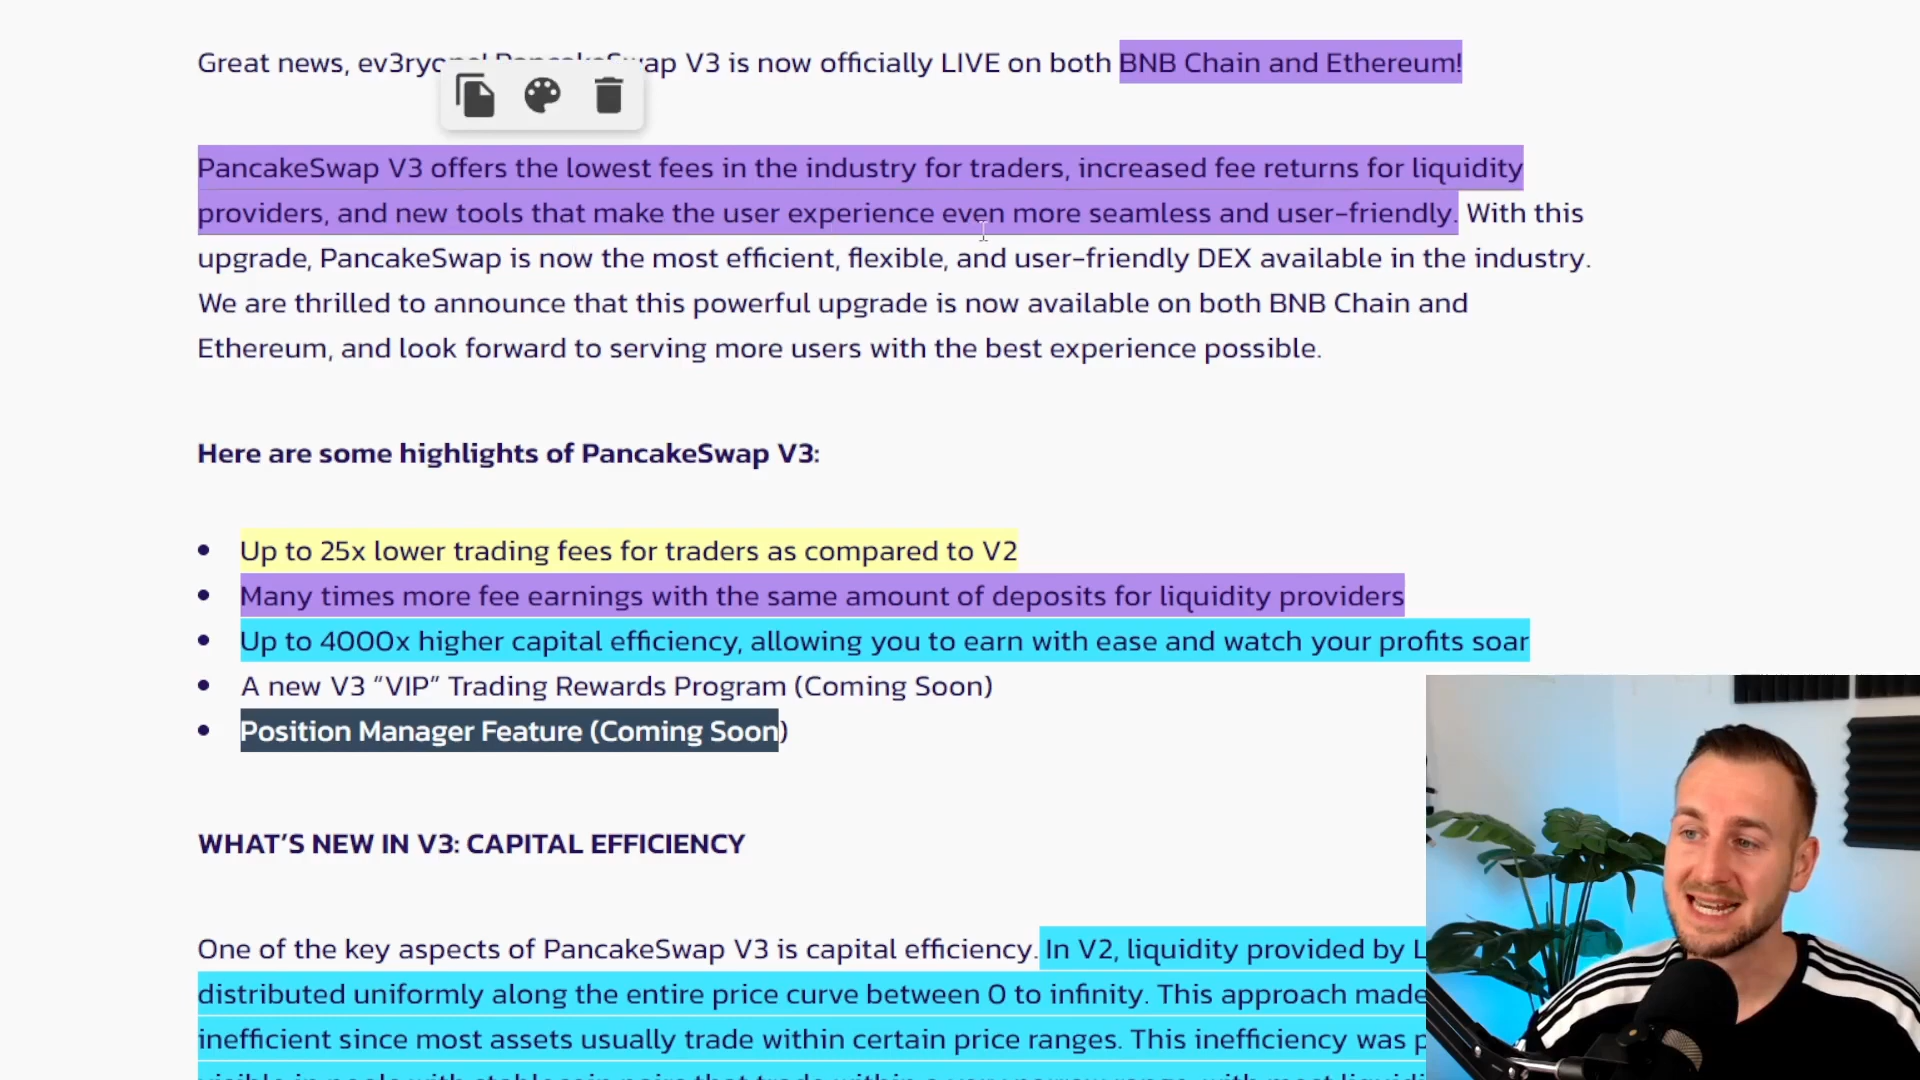 Great news, ev3ryone! PancakeSwap V3 is now officially LIVE on both BNB Chain and Ethereum!
PancakeSwap V3 offers the lowest fees in the industry for traders, increased fee returns for liquidity
providers, and new tools that make the user experience even more seamless and user-friendly. With this
upgrade, PancakeSwap is now the most efficient, flexible, and user-friendly DEX available in the industry.
We are thrilled to announce that this powerful upgrade is now available on both BNB Chain and
Ethereum, and look forward to serving more users with the best experience possible.
Here are some highlights of PancakeSwap V3:
• Up to 25x lower trading fees for traders as compared to V2
• Many times more fee earnings with the same amount of deposits for liquidity providers
• Up to 4000x higher capital efficiency, allowing you to earn with ease and watch your profits soar
• A new V3 “VIP” Trading Rewards Program (Coming Soon)
• Position Manager Feature (Coming Soon)
WHAT’S NEW IN V3: CAPITAL EFFICIENCY
One of the key aspects of PancakeSwap V3 is capital efficiency. In V2, liquidity provided by
distributed uniformly along the entire price curve between 0 to infinity. This approach made
inefficient since most assets usually trade within certain price ranges. This inefficiency was